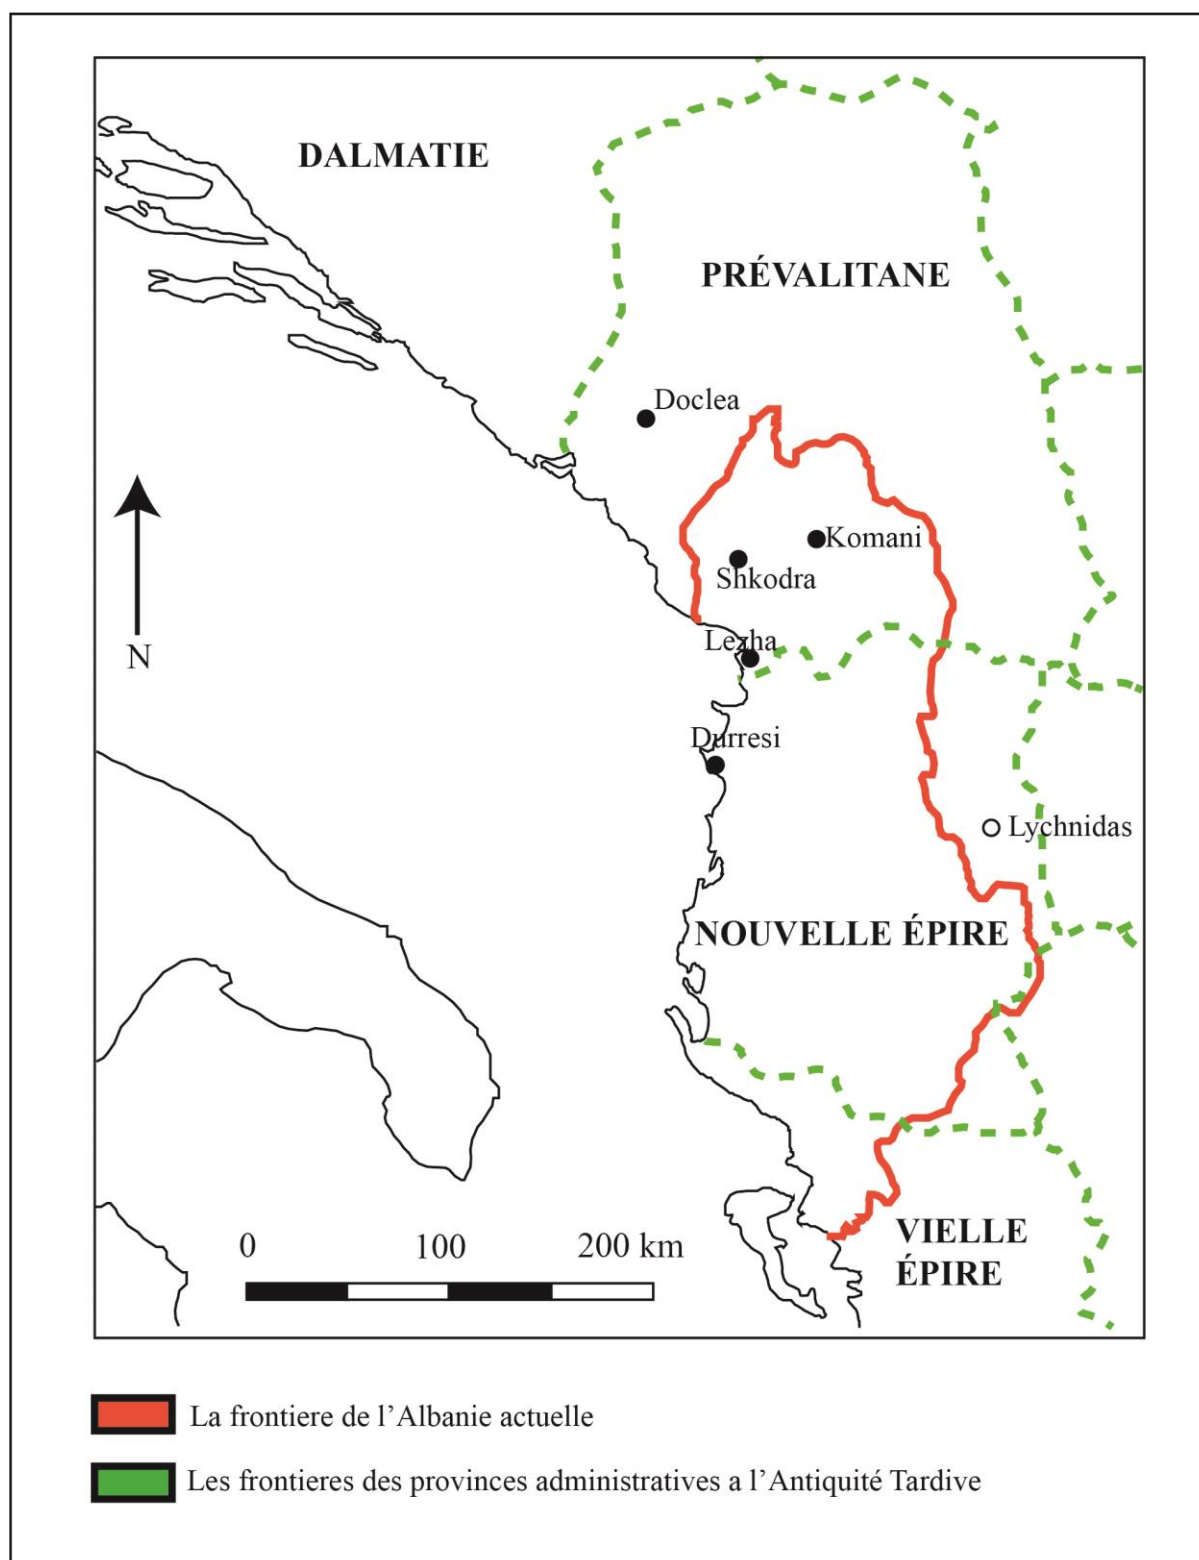 DALMATIE
PRÉVALITANE
Doclea
Komani
Shkodra
Lezha
N
Durresi
Lychnidas
NOUVELLE ÉPIRE
VIELLE
ÉPIRE
0 100 200 km
La frontiere de l’Albanie actuelle
Les frontieres des provinces administratives a l’Antiquité Tardive